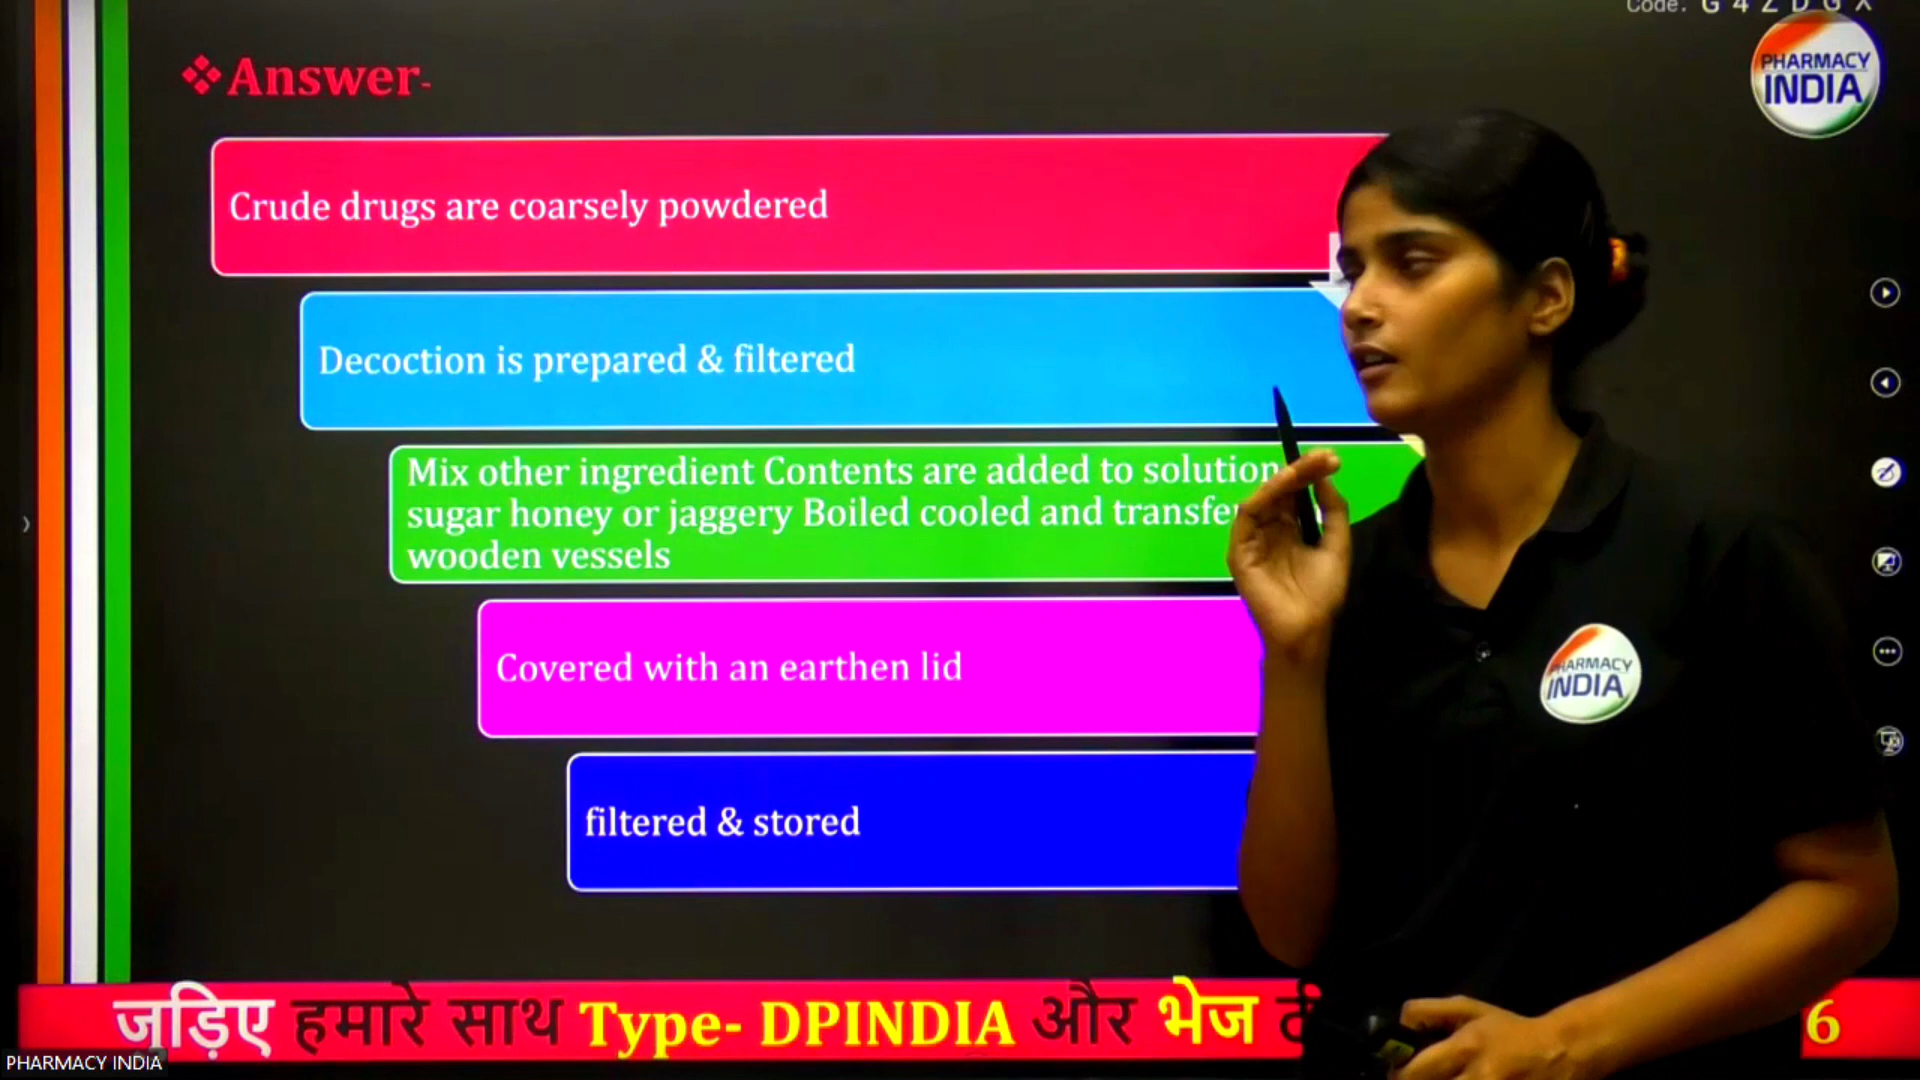 Code: G 4 Z D G X
PHARMACY
INDIA
❖Answer-
Crude drugs are coarsely powdered
Decoction is prepared & filtered
Mix other ingredient Contents are added to solution
sugar honey or jaggery Boiled cooled and
wooden vessels
Covered with an earthen lid
filtered & stored
PHARMACY
INDIA
जुड़िए हमारे साथ Type- DPINDIA और भेज
6
PHARMACY INDIA